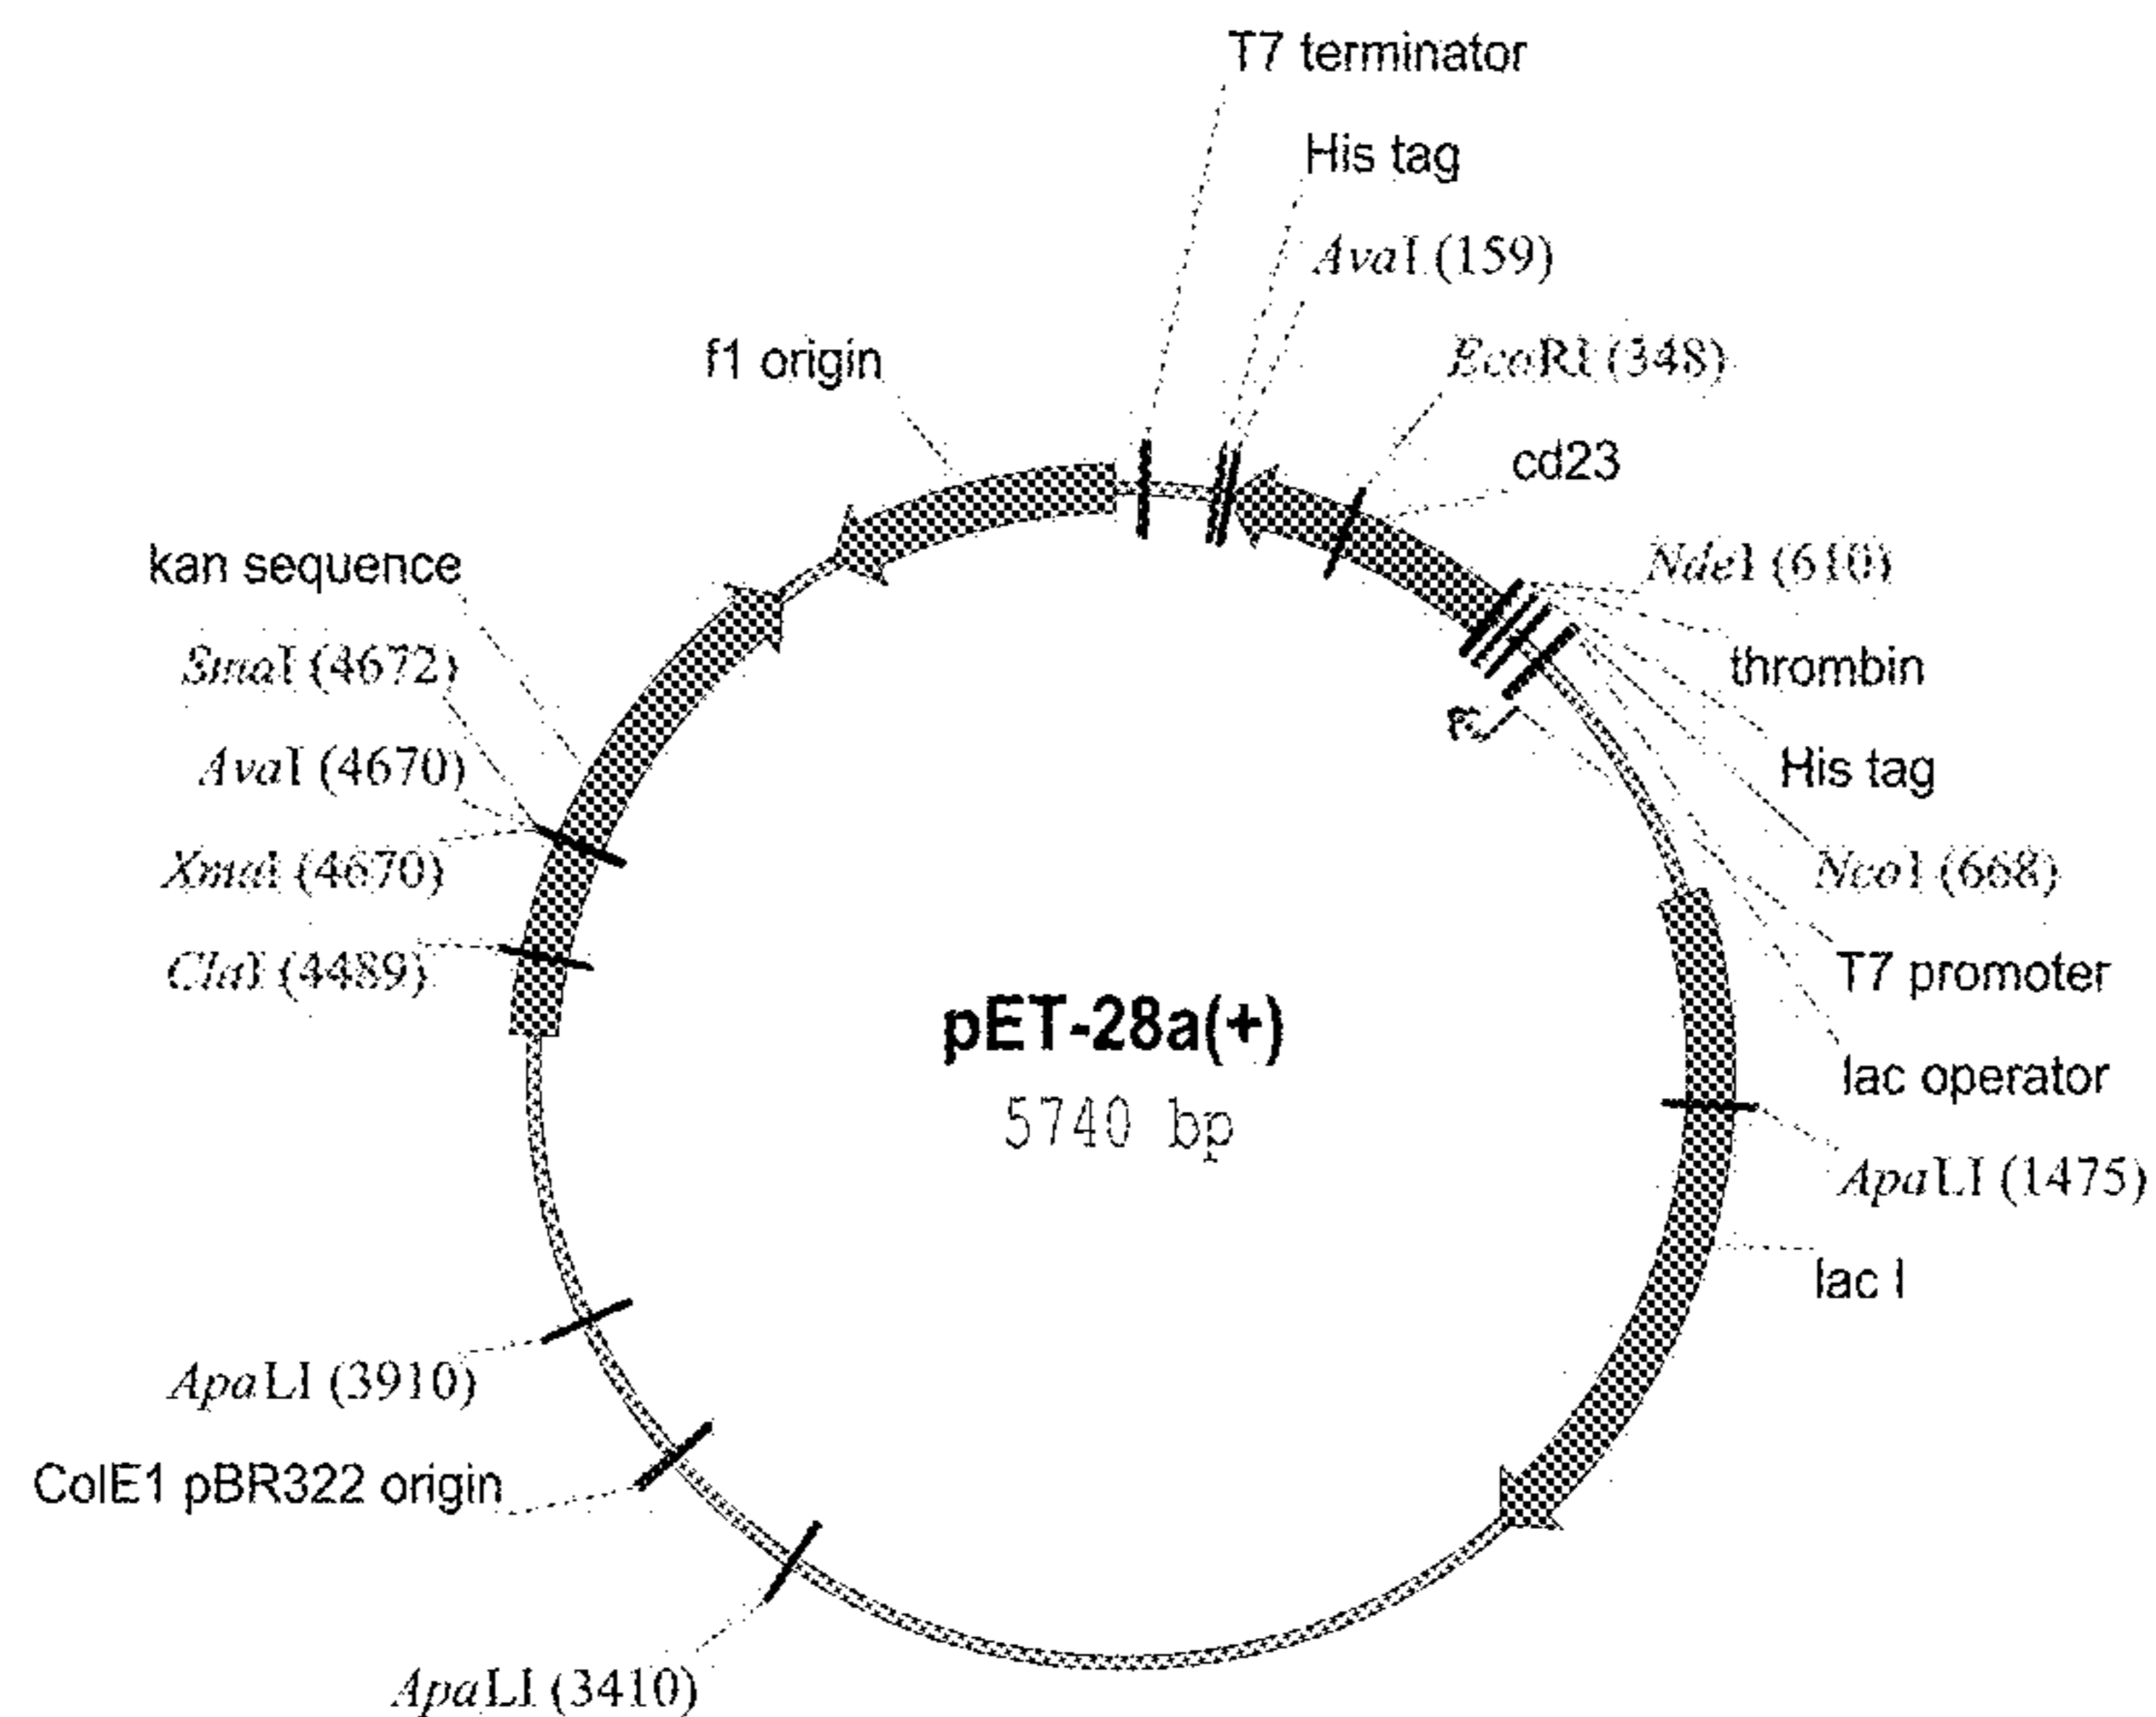 T7 terminator
His tag
AvaI (159)
f1 origin
EcoRI (348)
cd23
kan sequence
NdeI (610)
SmaI (4672)
thrombin
AvaI (4670)
His tag
XmaI (4670)
NcoI (668)
ClaI (4489)
T7 promoter
pET-28a(+)
lac operator
5740 bp
ApaLI (1475)
lac I
ApaLI (3910)
ColE1 pBR322 origin
ApaLI (3410)